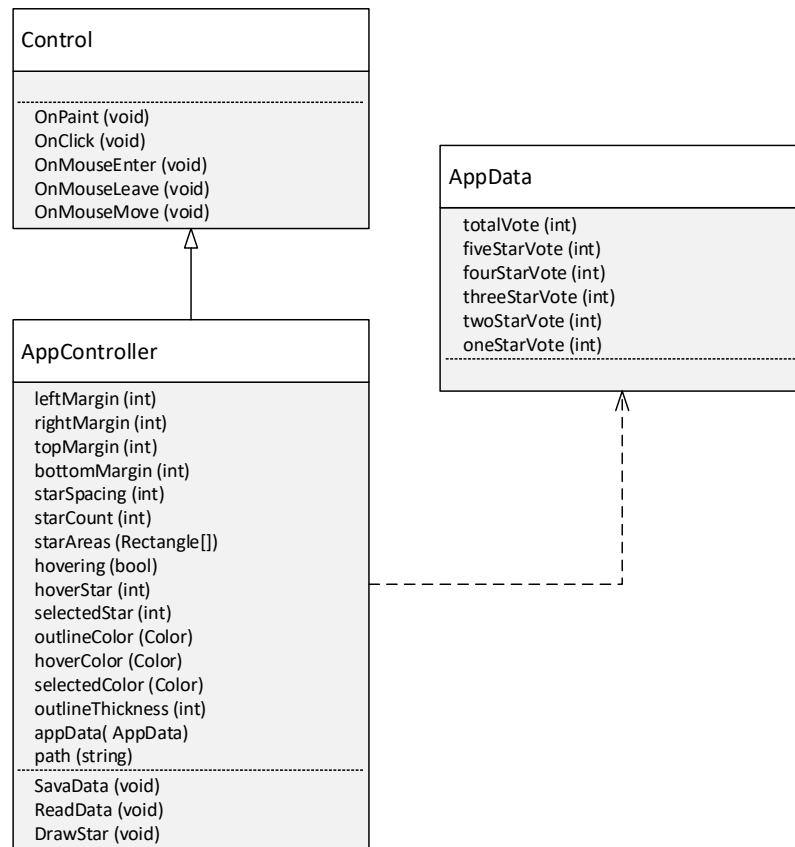 Control
OnPaint (void)
OnClick (void)
OnMouseEnter (void)
OnMouseLeave (void)
OnMouseMove (void)
AppData
totalVote (int)
fiveStarVote (int)
fourStarVote (int)
threeStarVote (int)
twoStarVote (int)
oneStarVote (int)
AppController
leftMargin (int)
rightMargin (int)
topMargin (int)
bottomMargin (int)
starSpacing (int)
starCount (int)
starAreas (Rectangle[])
hovering (bool)
hoverStar (int)
selectedStar (int)
outlineColor (Color)
hoverColor (Color)
selectedColor (Color)
outlineThickness (int)
appData( AppData)
path (string)
SavaData (void)
ReadData (void)
DrawStar (void)